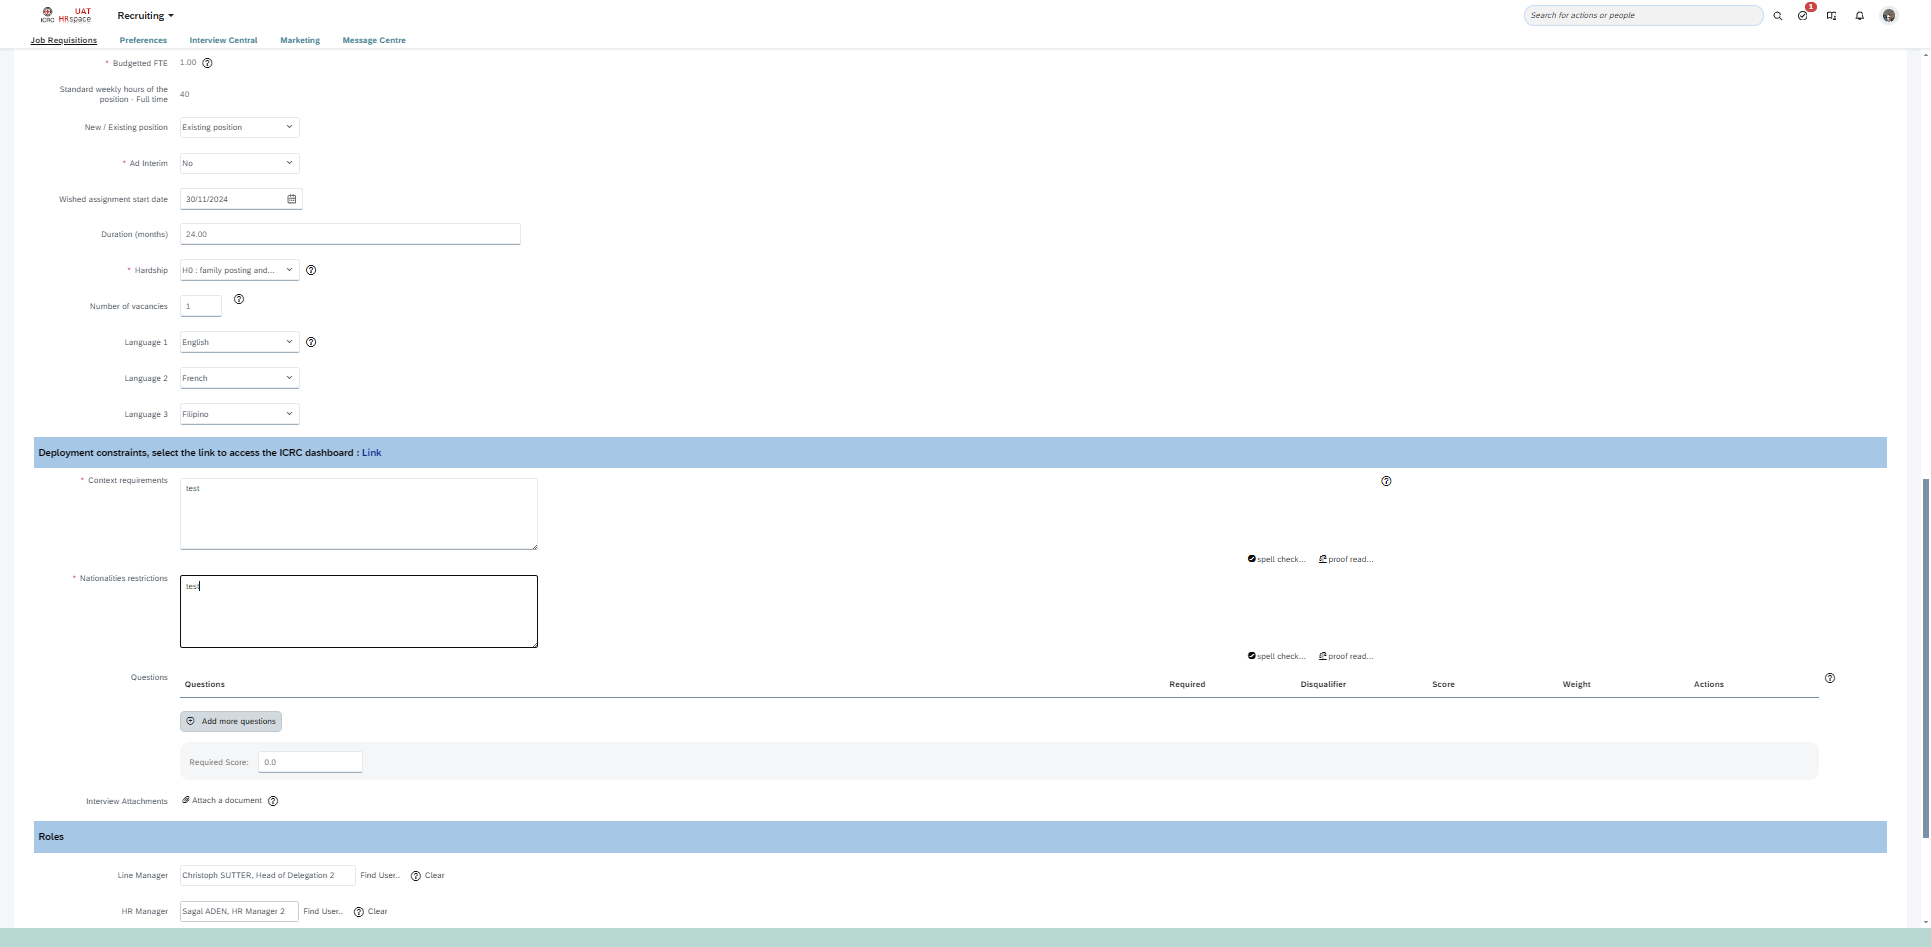 ICRC UAT HRspace
Recruiting
Search for actions or people
1
Job Requisitions Preferences Interview Central Marketing Message Centre
* Budgetted FTE 1.00
Standard weekly hours of the position - Full time 40
New / Existing position Existing position
* Ad Interim No
Wished assignment start date 30/11/2024
Duration (months) 24.00
* Hardship H0 : family posting and...
Number of vacancies 1
Language 1 English
Language 2 French
Language 3 Filipino
Deployment constraints, select the link to access the ICRC dashboard : Link
* Context requirements test
spell check... proof read...
* Nationalities restrictions test
spell check... proof read...
Questions Questions Required Disqualifier Score Weight Actions
Add more questions
Required Score: 0.0
Interview Attachments Attach a document
Roles
Line Manager Christoph SUTTER, Head of Delegation 2 Find User.. Clear
HR Manager Sagal ADEN, HR Manager 2 Find User.. Clear